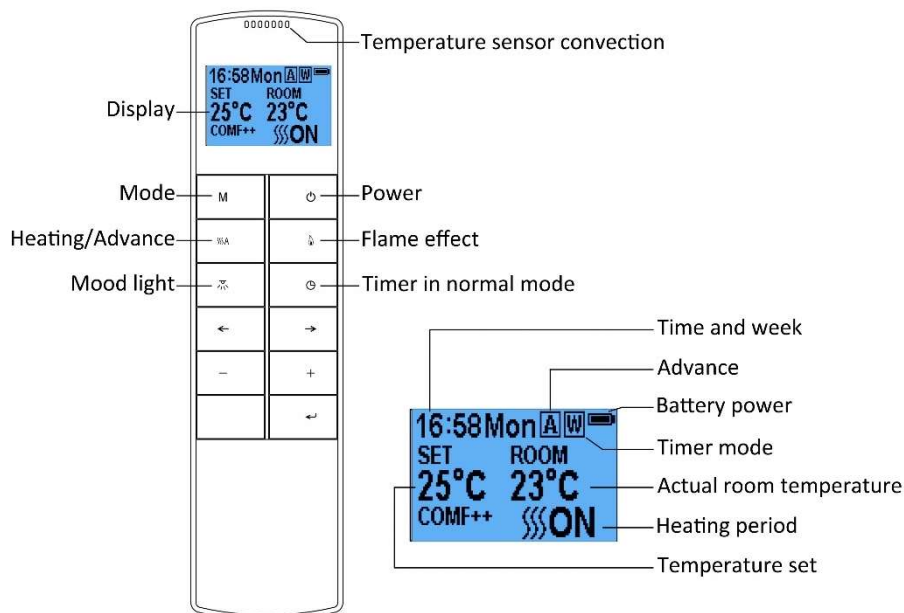 Temperature sensor convection
16:58Mon A W
SET ROOM
25°C 23°C
COMF++ ON
Display
Mode
M
Power
Heating/Advance
A
Flame effect
Mood light
Timer in normal mode
←
→
−
+
↵
Time and week
Advance
Battery power
16:58Mon A W
Timer mode
SET ROOM
25°C 23°C
Actual room temperature
COMF++ ON
Heating period
Temperature set